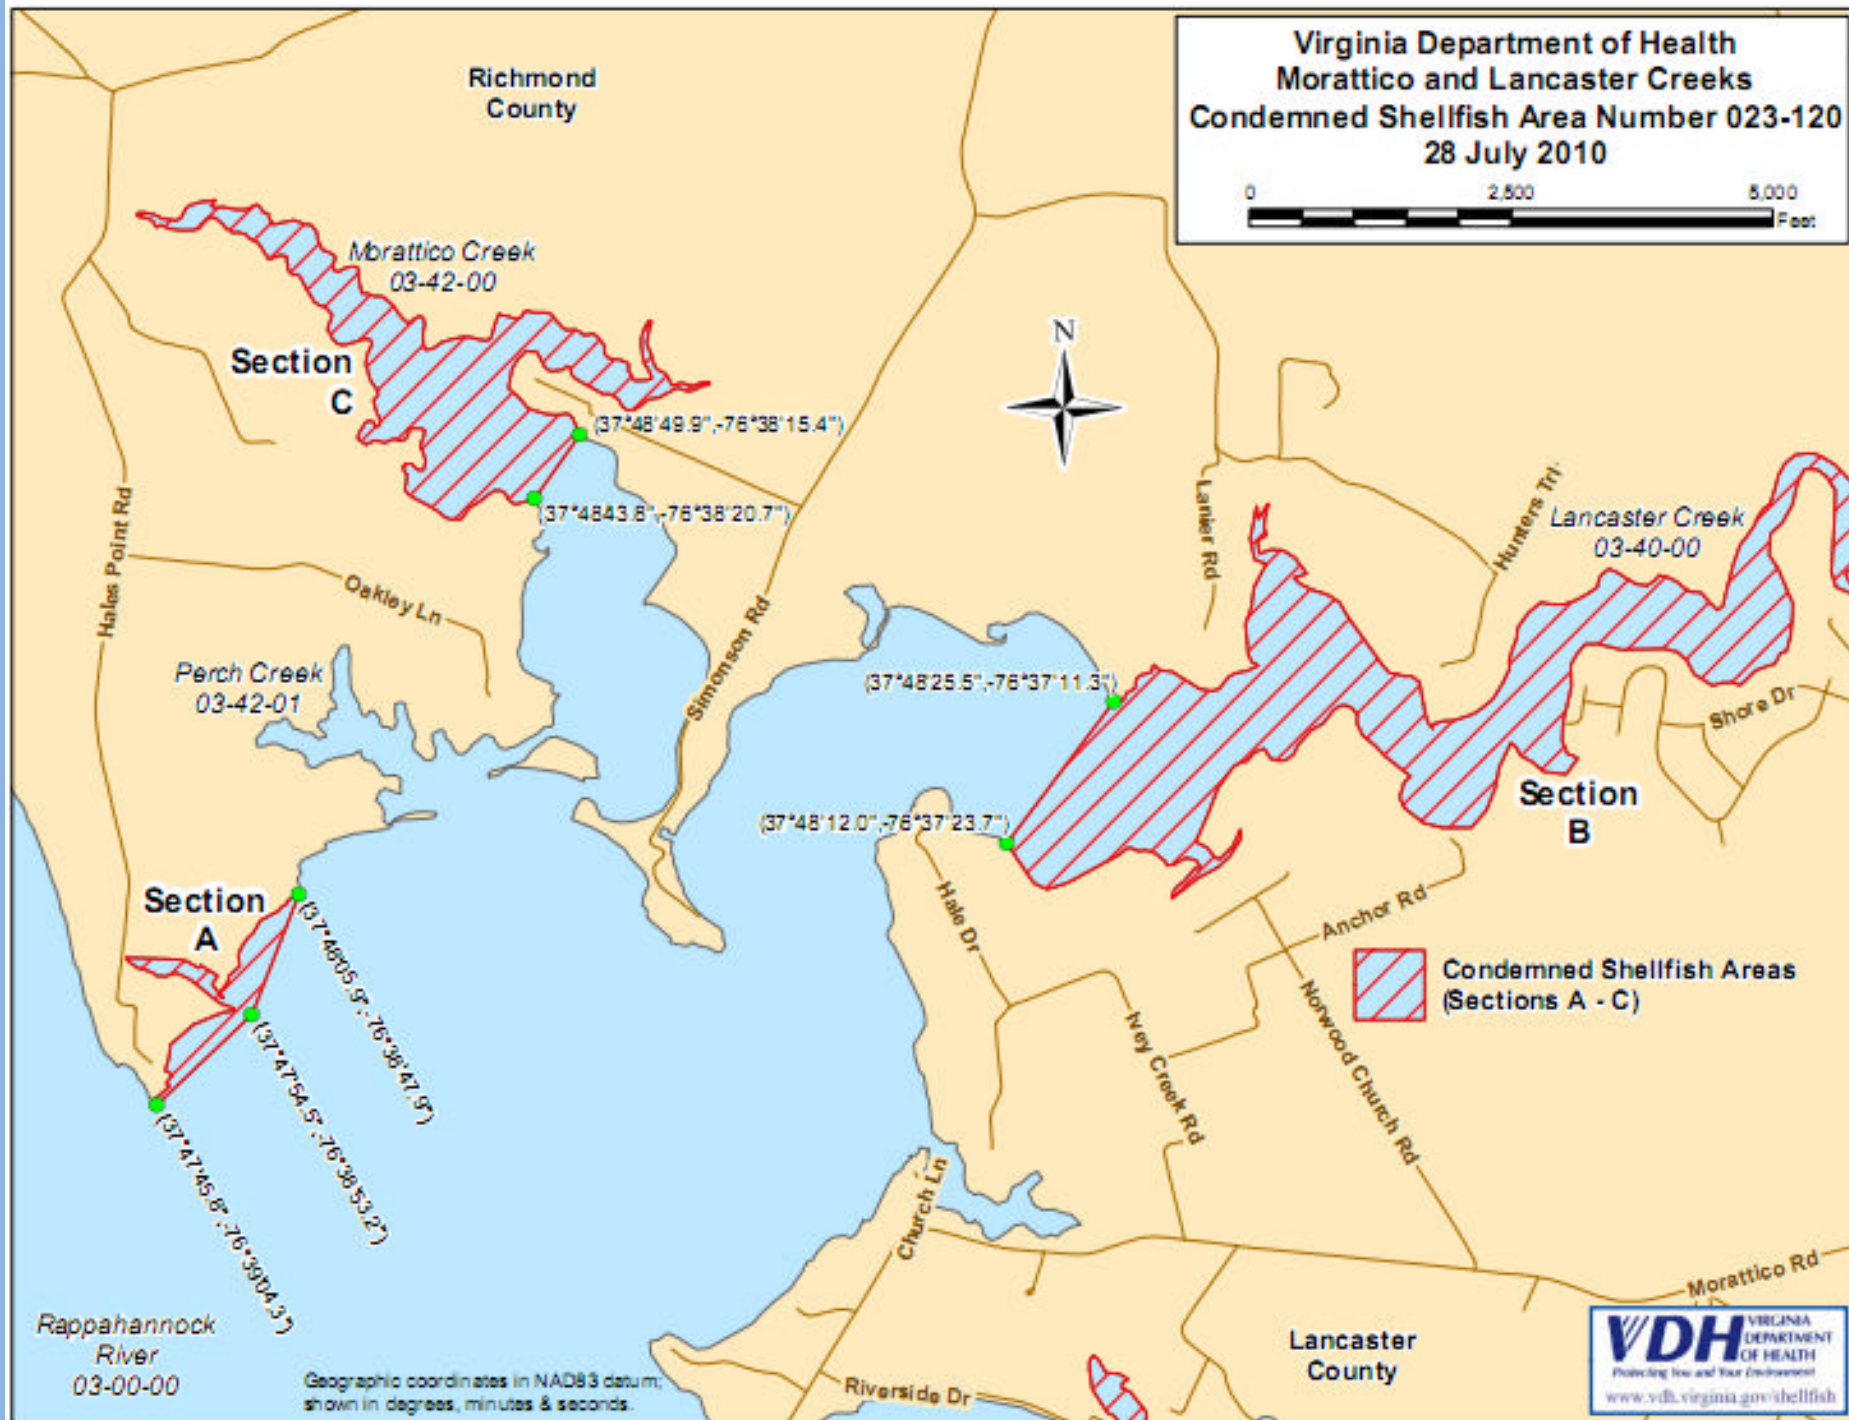 Virginia Department of Health
Morattico and Lancaster Creeks
Condemned Shellfish Area Number 023-120
28 July 2010
0 2,500 5,000
Feet
Richmond
County
Morattico Creek
03-42-00
Section
C
(37°48'49.9",-76°38'15.4")
(37°4843.8",-76°38'20.7")
N
Hales Point Rd
Oakley Ln
Simonson Rd
Lanier Rd
Hunters Trl
Lancaster Creek
03-40-00
Perch Creek
03-42-01
(37°48'25.5",-76°37'11.3")
Shore Dr
(37°48'12.0",-76°37'23.7")
Section
B
Section
A
Hale Dr
Anchor Rd
(37°48'05.9",-76°38'47.9")
(37°47'54.5",-76°38'53.2")
(37°47'45.8",-76°39'04.3")
Condemned Shellfish Areas
(Sections A - C)
Ivey Creek Rd
Norwood Church Rd
Church Ln
Morattico Rd
Rappahannock
River
03-00-00
Geographic coordinates in NAD83 datum;
shown in degrees, minutes & seconds.
Riverside Dr
Lancaster
County
VDH VIRGINIA
DEPARTMENT
OF HEALTH
Protecting You and Your Environment
www.vdh.virginia.gov/shellfish